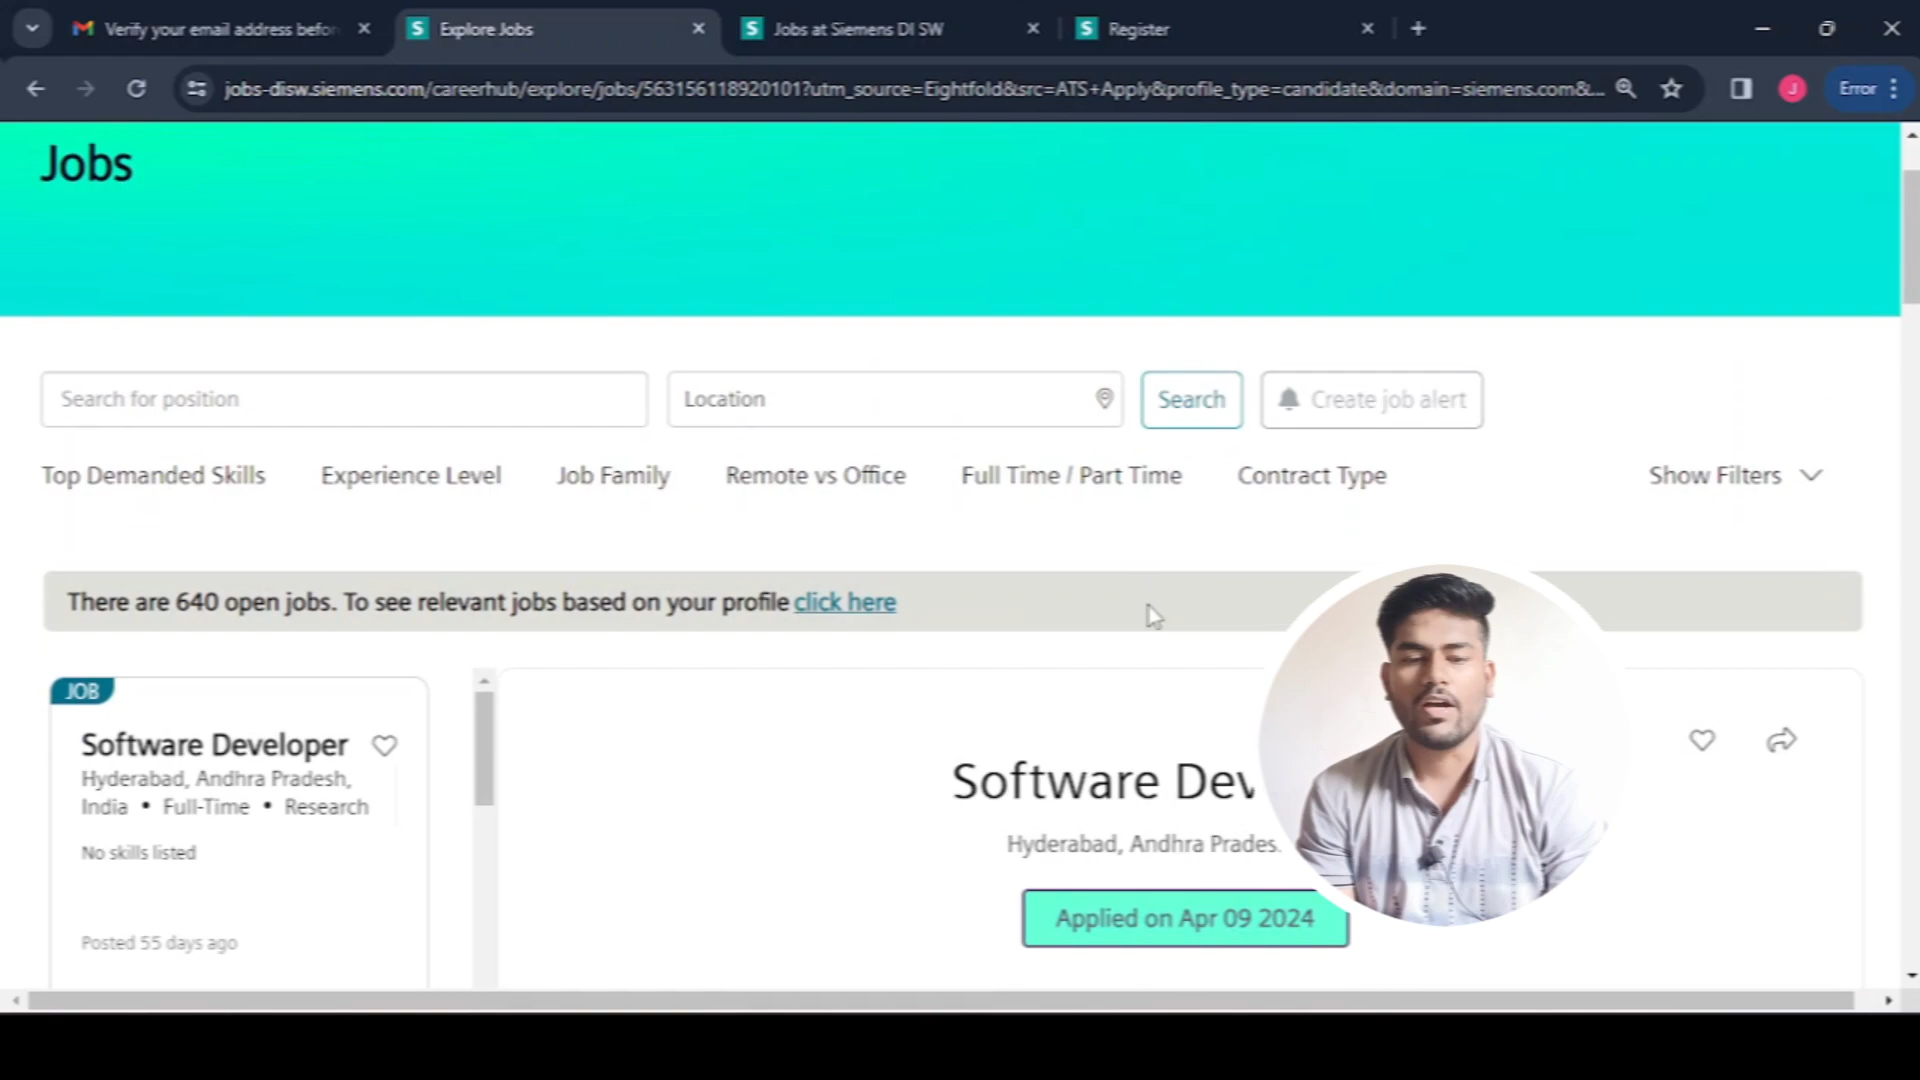 Verify your email address befor
Explore Jobs
Jobs at Siemens DI SW
Register
jobs-disw.siemens.com/careerhub/explore/jobs/563156118920101?utm_source=Eightfold&src=ATS+Apply&profile_type=candidate&domain=siemens.com&...
J
Error
Jobs
Search for position
Location
Search
Create job alert
Top Demanded Skills
Experience Level
Job Family
Remote vs Office
Full Time / Part Time
Contract Type
Show Filters
There are 640 open jobs. To see relevant jobs based on your profile click here
JOB
Software Developer
Hyderabad, Andhra Pradesh,
India • Full-Time • Research
No skills listed
Posted 55 days ago
Software Dev
Hyderabad, Andhra Prades
Applied on Apr 09 2024